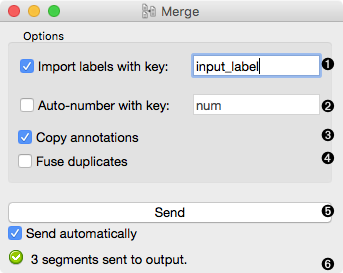 Merge
Options
Import labels with key: input_label ❶
Auto-number with key: num ❷
Copy annotations ❸
Fuse duplicates ❹
Send ❺
Send automatically
3 segments sent to output. ❻